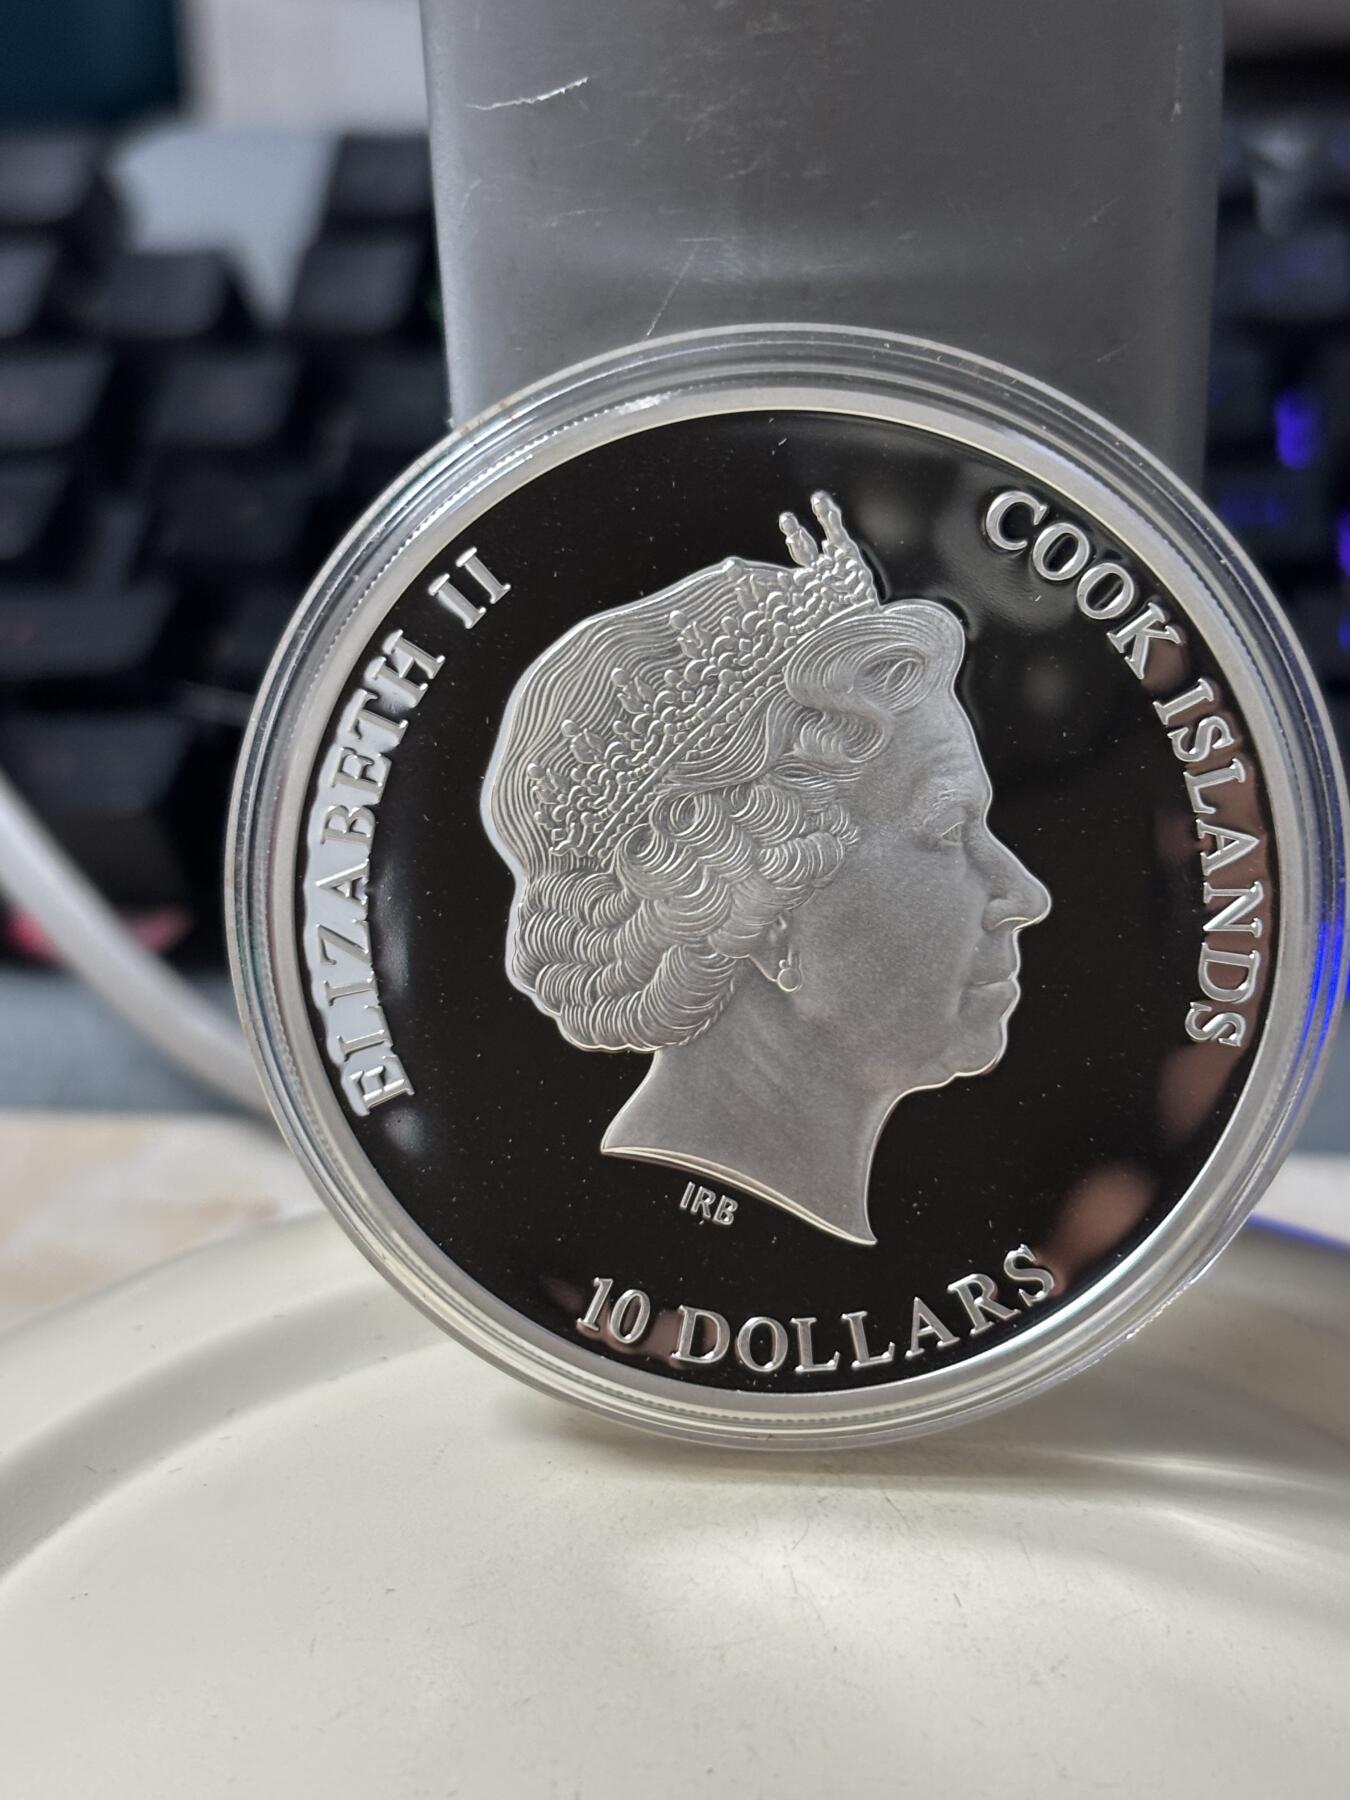 ELIZABETH II
COOK ISLANDS
IRB
10 DOLLARS